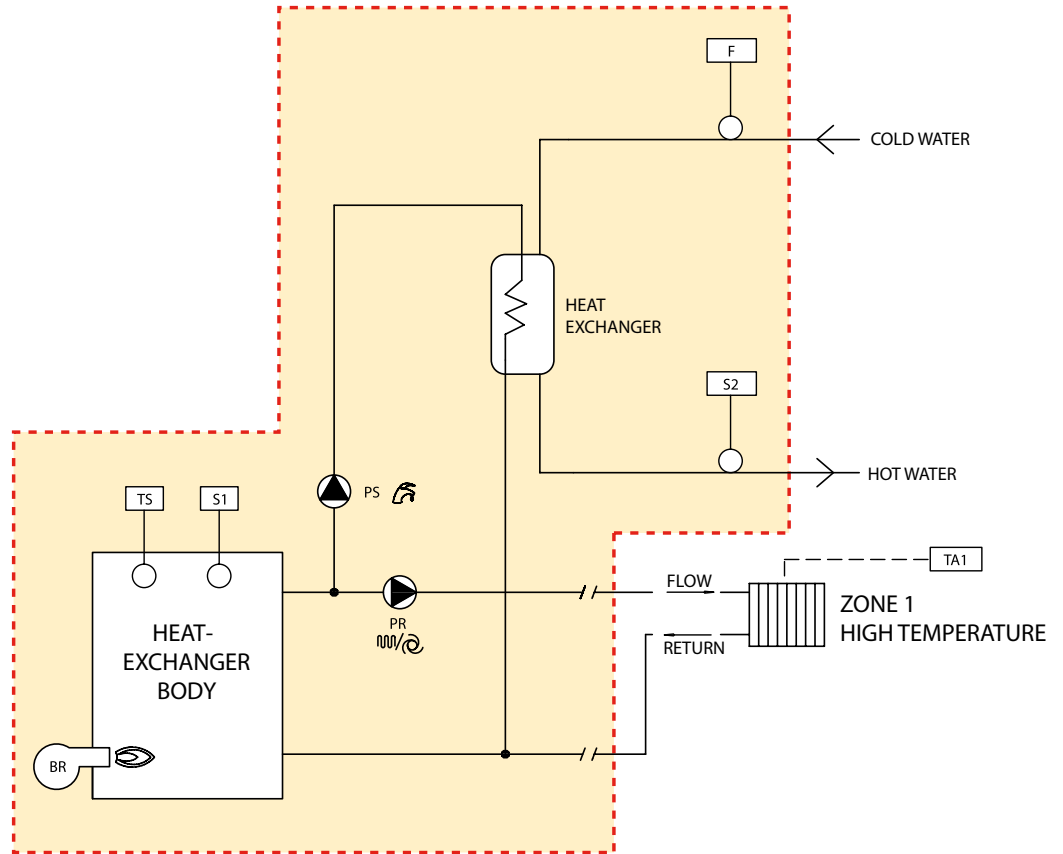 F
COLD WATER
HEAT
EXCHANGER
S2
HOT WATER
PS
TS
S1
TA1
FLOW
ZONE 1
HIGH TEMPERATURE
PR
RETURN
HEAT-
EXCHANGER
BODY
BR